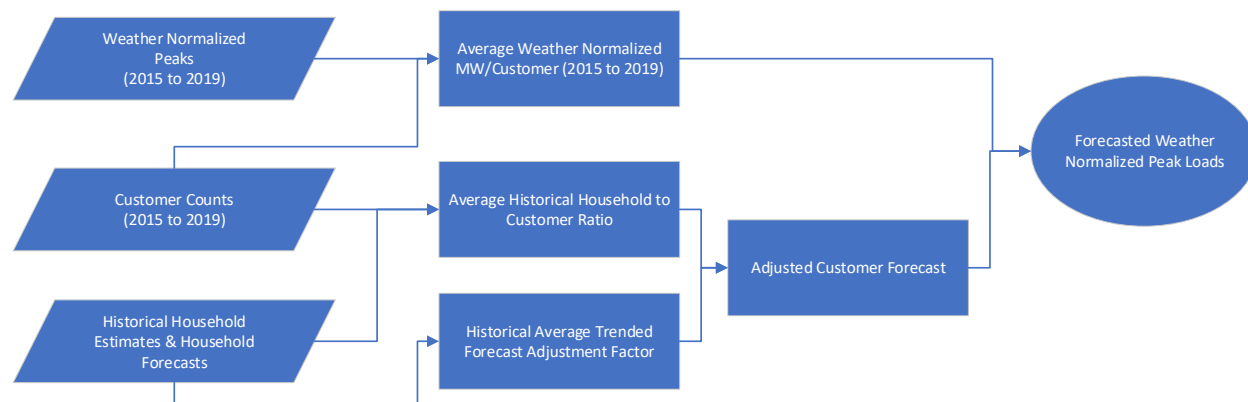 Weather Normalized
Peaks
(2015 to 2019)
Average Weather Normalized
MW/Customer (2015 to 2019)
Forecasted Weather
Normalized Peak Loads
Customer Counts
(2015 to 2019)
Average Historical Household to
Customer Ratio
Adjusted Customer Forecast
Historical Household
Estimates & Household
Forecasts
Historical Average Trended
Forecast Adjustment Factor